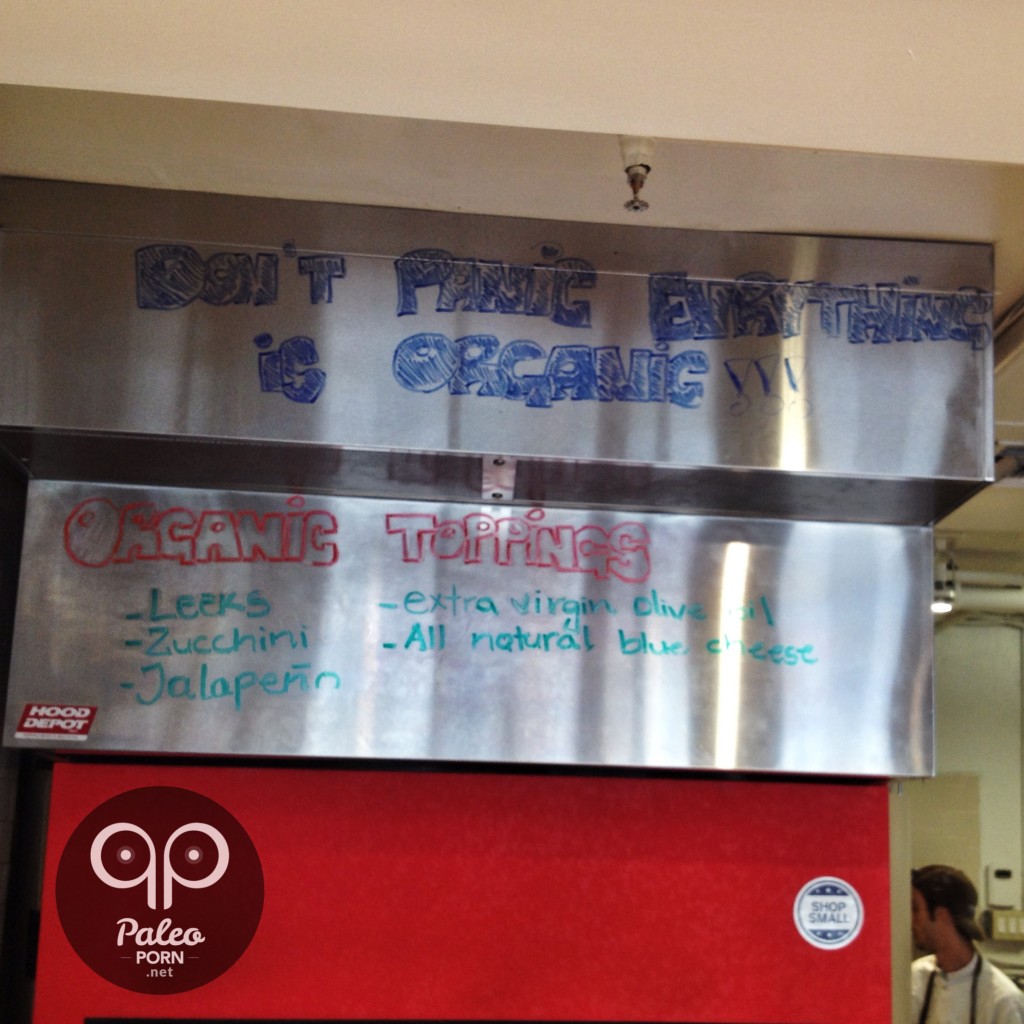 DON'T PANIC EVERYTHING
iS ORGANiC !!!
ORGANiC TOPPiNGS
- Leeks
- Zucchini
- Jalapeño
- extra virgin olive oil
- All natural blue cheese
HOOD
DEPOT
SHOP
SMALL
Paleo
PORN
.net